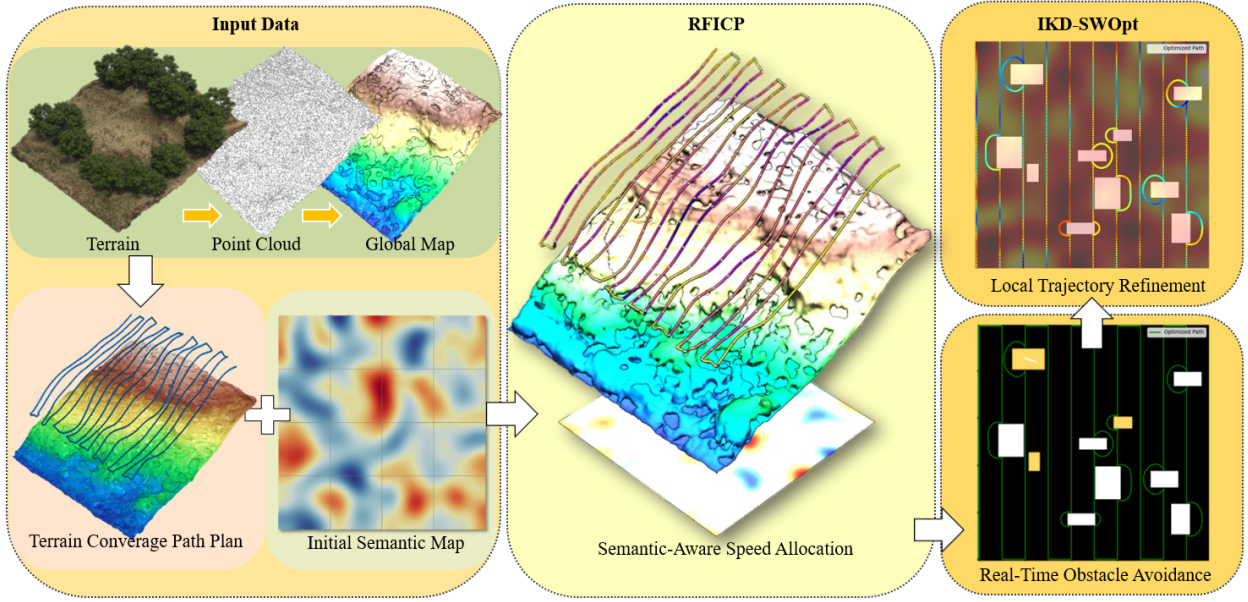 Input Data
Terrain
Point Cloud
Global Map
Terrain Converage Path Plan
Initial Semantic Map
RFICP
Semantic-Aware Speed Allocation
IKD-SWOpt
Optimized Path
Local Trajectory Refinement
Optimized Path
Real-Time Obstacle Avoidance